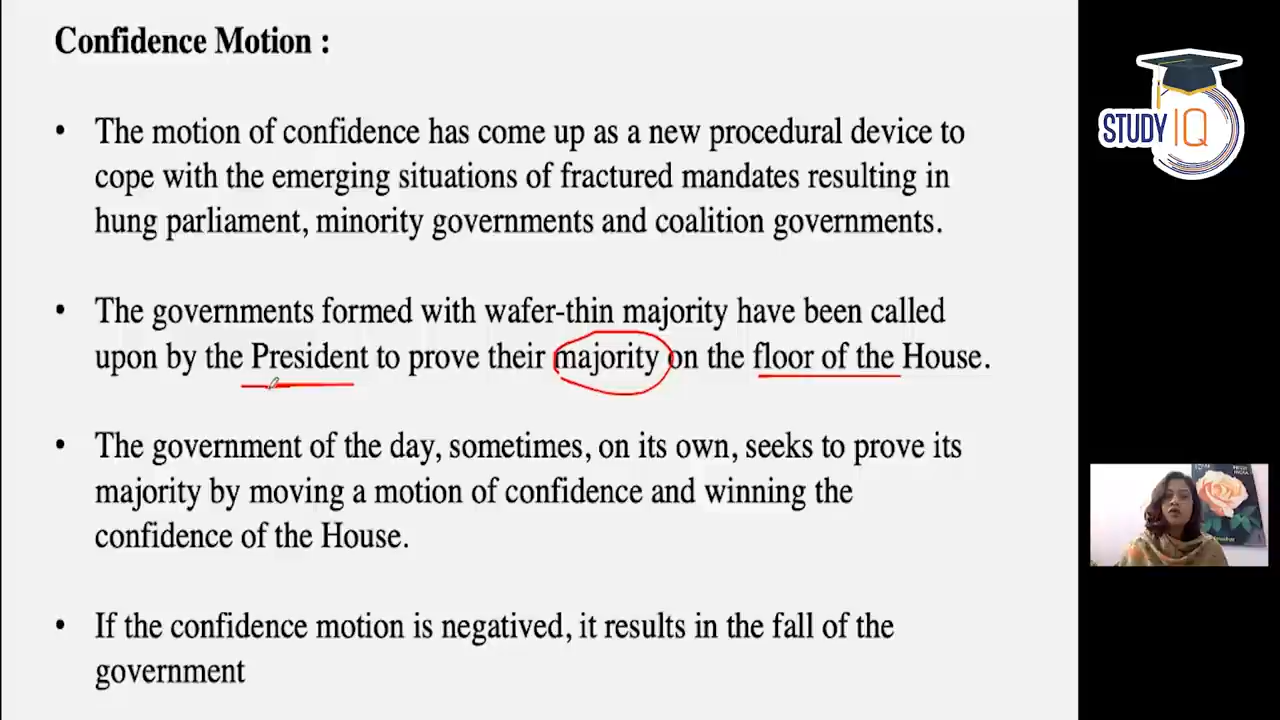 Confidence Motion :
• The motion of confidence has come up as a new procedural device to
cope with the emerging situations of fractured mandates resulting in
hung parliament, minority governments and coalition governments.
• The governments formed with wafer-thin majority have been called
upon by the President to prove their majority on the floor of the House.
• The government of the day, sometimes, on its own, seeks to prove its
majority by moving a motion of confidence and winning the
confidence of the House.
• If the confidence motion is negatived, it results in the fall of the
government
STUDY IQ